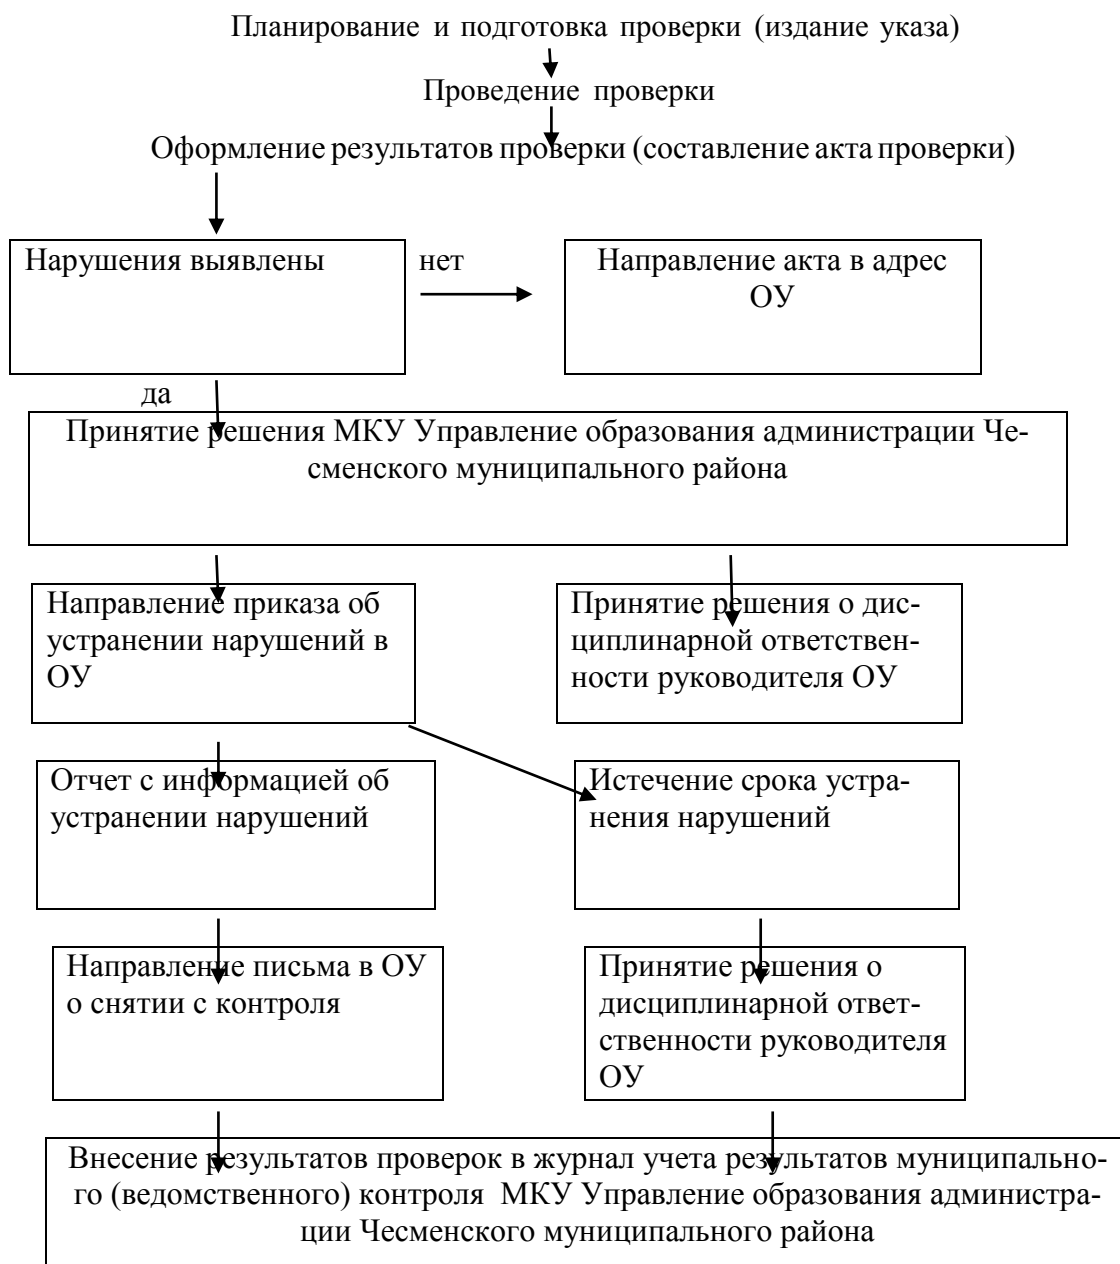 Планирование и подготовка проверки (издание указа)
Проведение проверки
Оформление результатов проверки (составление акта проверки)
Нарушения выявлены
нет
Направление акта в адрес
ОУ
да
Принятие решения МКУ Управление образования администрации Че-
сменского муниципального района
Направление приказа об
устранении нарушений в
ОУ
Принятие решения о дис-
циплинарной ответствен-
ности руководителя ОУ
Отчет с информацией об
устранении нарушений
Истечение срока устра-
нения нарушений
Направление письма в ОУ
о снятии с контроля
Принятие решения о
дисциплинарной ответ-
ственности руководителя
ОУ
Внесение результатов проверок в журнал учета результатов муниципально-
го (ведомственного) контроля МКУ Управление образования администра-
ции Чесменского муниципального района